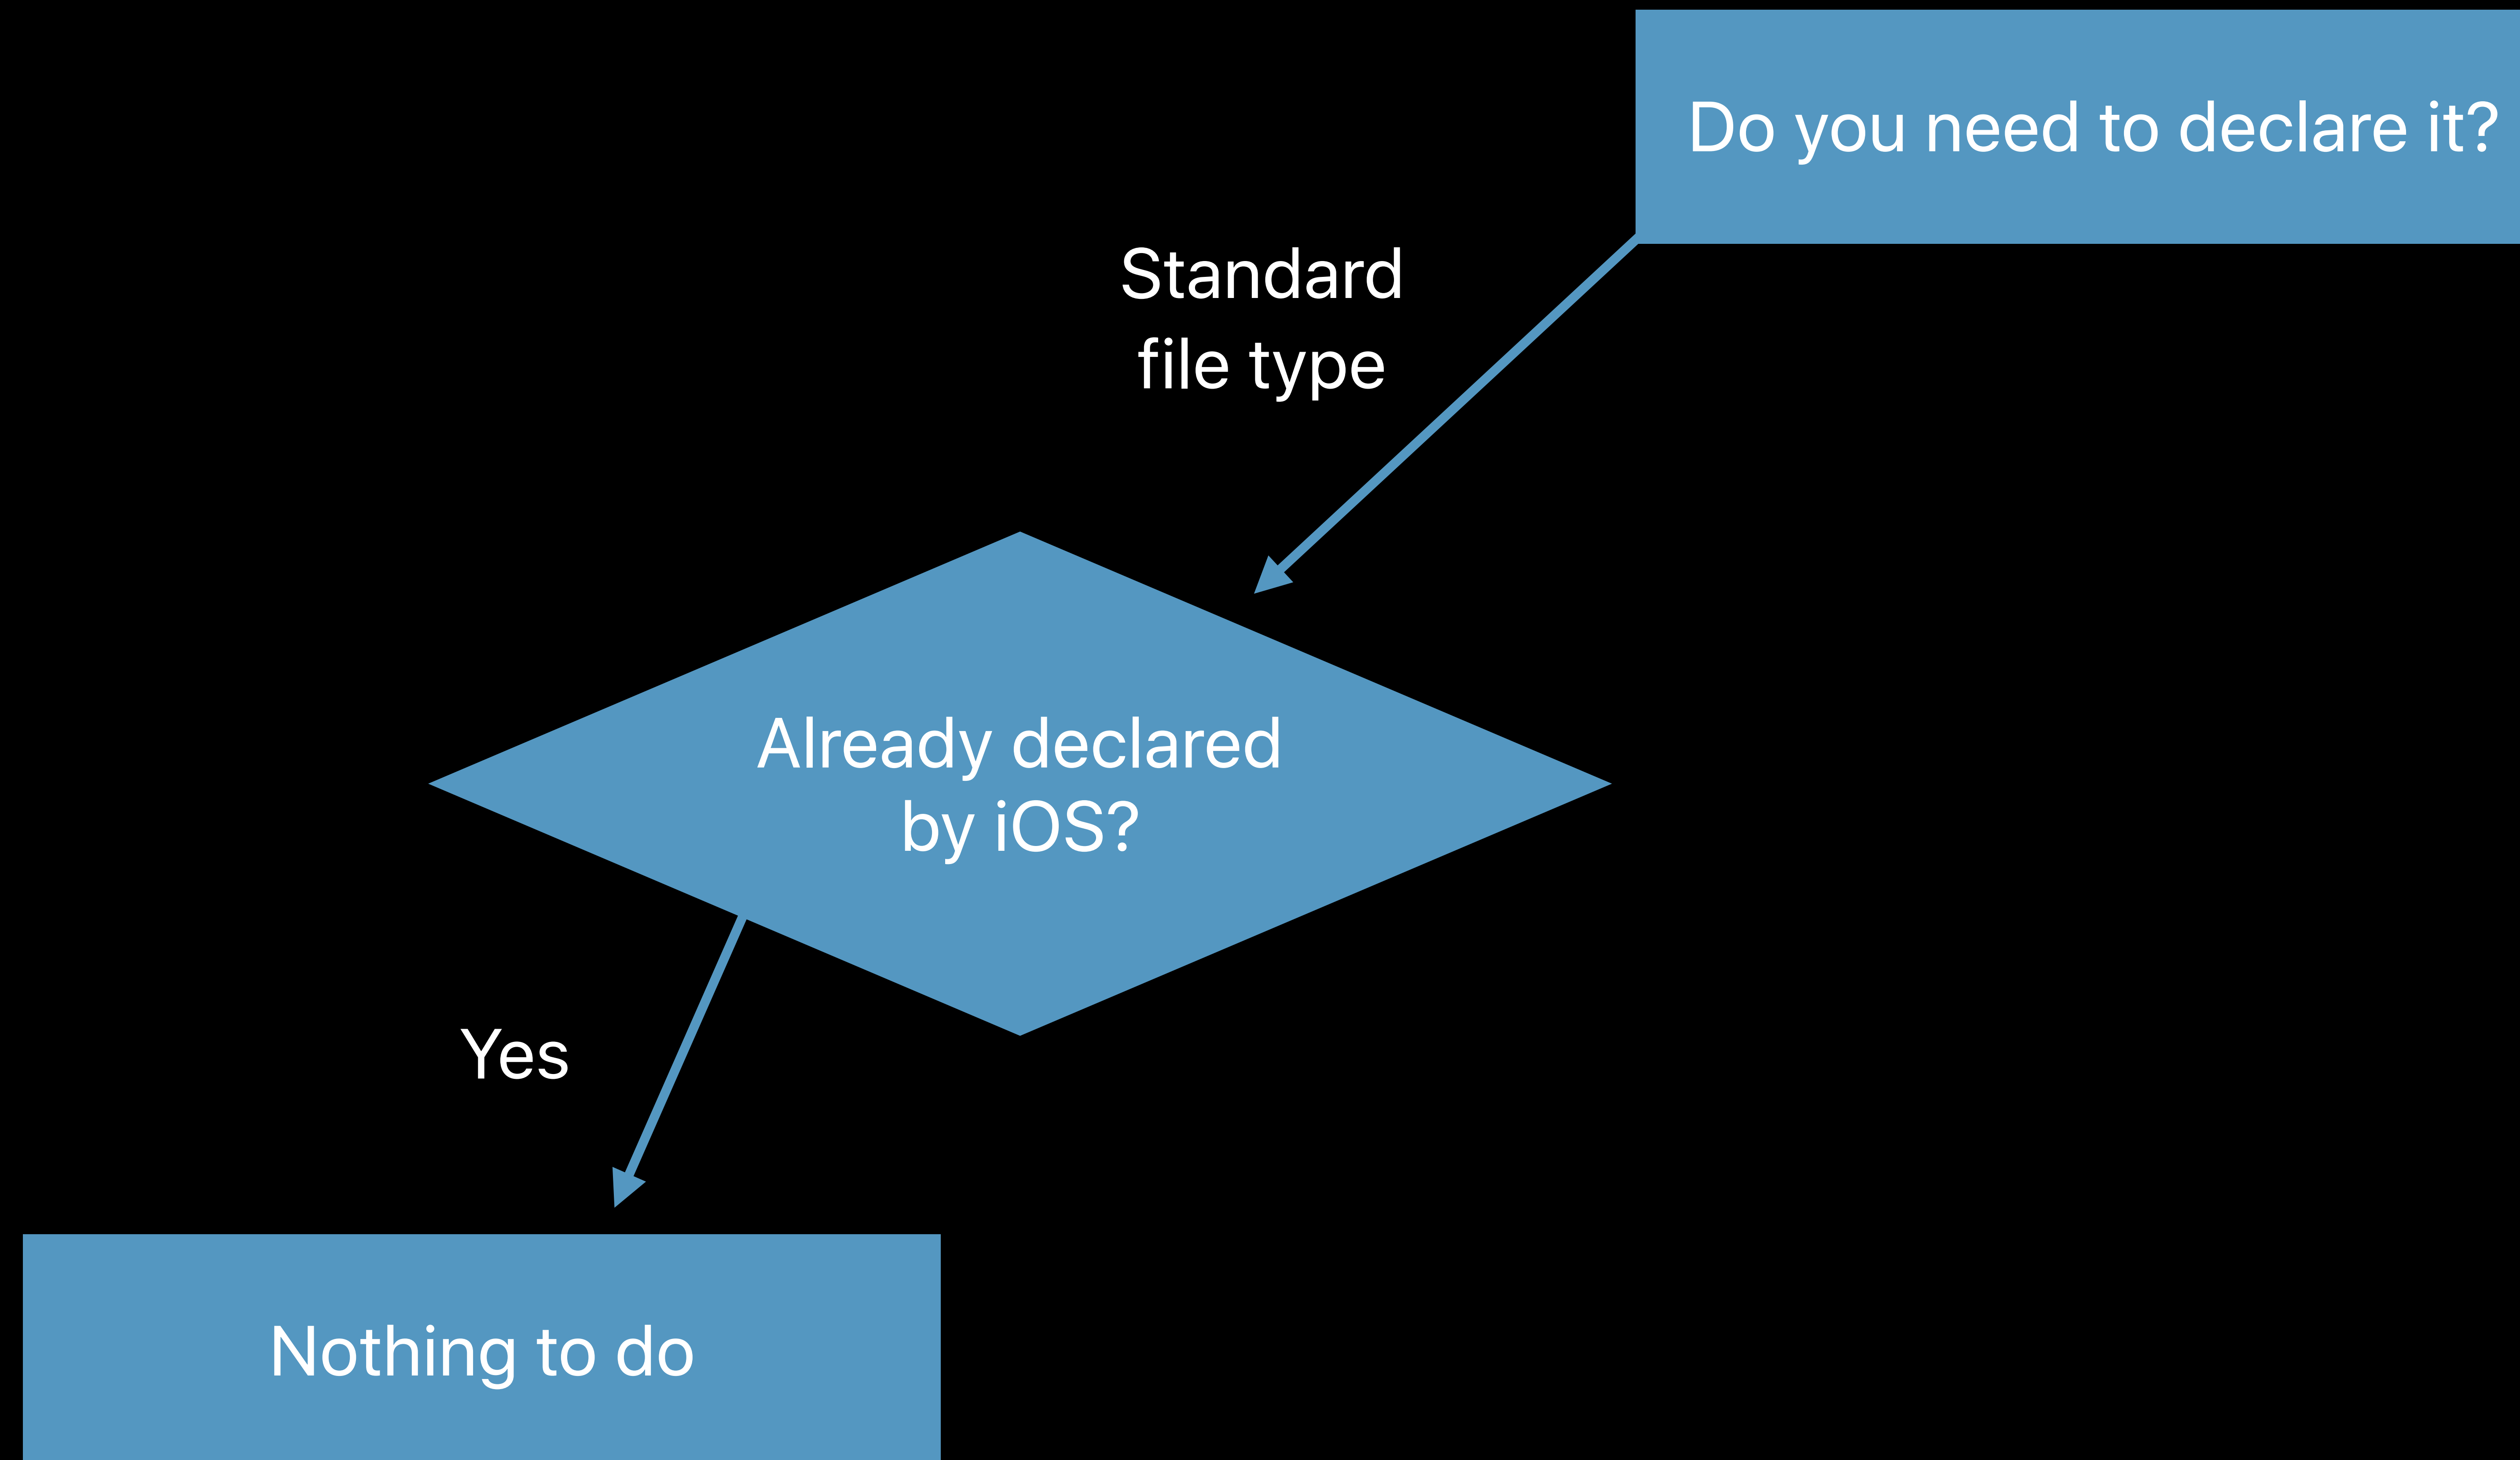 Do you need to declare it?
Standard
file type
Already declared
by iOS?
Yes
Nothing to do